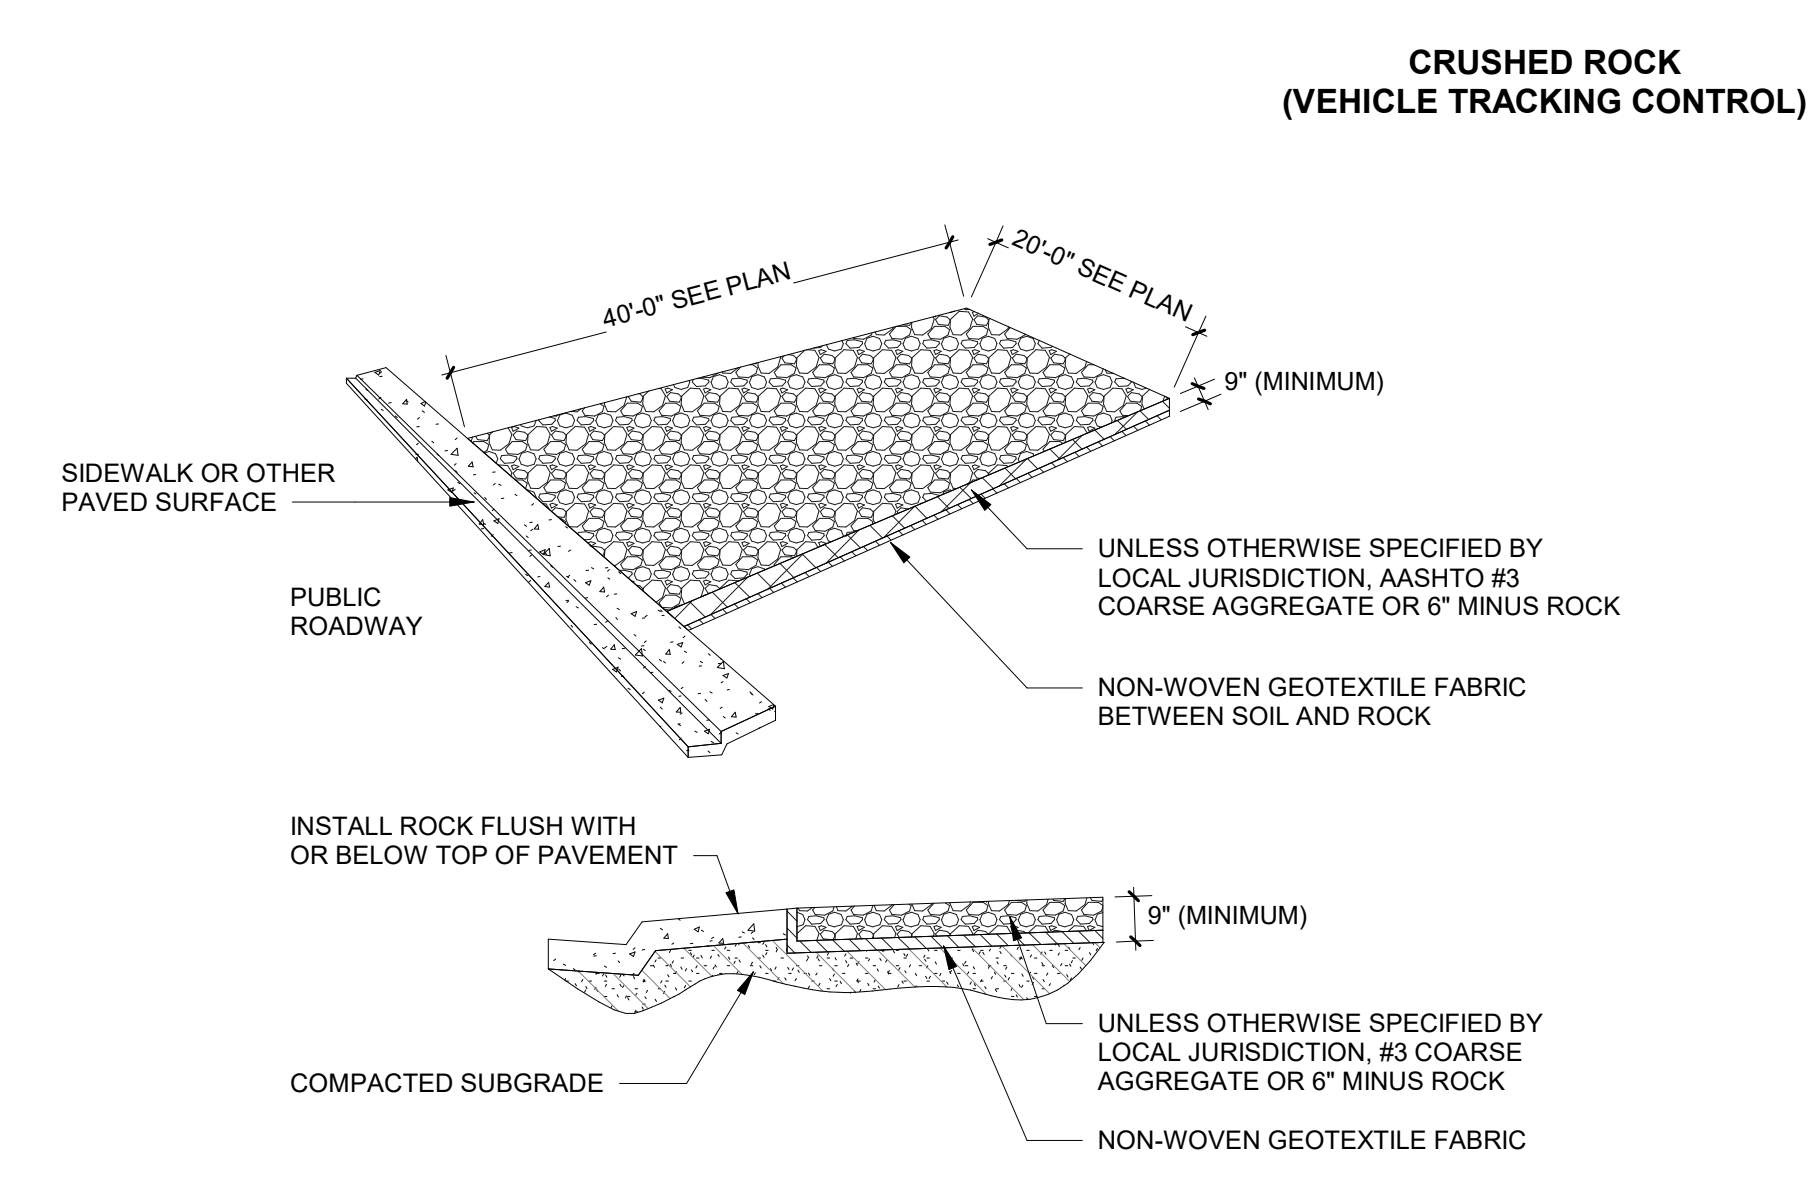 CRUSHED ROCK
(VEHICLE TRACKING CONTROL)
40'-0" SEE PLAN
20'-0" SEE PLAN
9" (MINIMUM)
SIDEWALK OR OTHER
PAVED SURFACE
PUBLIC
ROADWAY
UNLESS OTHERWISE SPECIFIED BY
LOCAL JURISDICTION, AASHTO #3
COARSE AGGREGATE OR 6" MINUS ROCK
NON-WOVEN GEOTEXTILE FABRIC
BETWEEN SOIL AND ROCK
INSTALL ROCK FLUSH WITH
OR BELOW TOP OF PAVEMENT
9" (MINIMUM)
UNLESS OTHERWISE SPECIFIED BY
LOCAL JURISDICTION, #3 COARSE
AGGREGATE OR 6" MINUS ROCK
COMPACTED SUBGRADE
NON-WOVEN GEOTEXTILE FABRIC